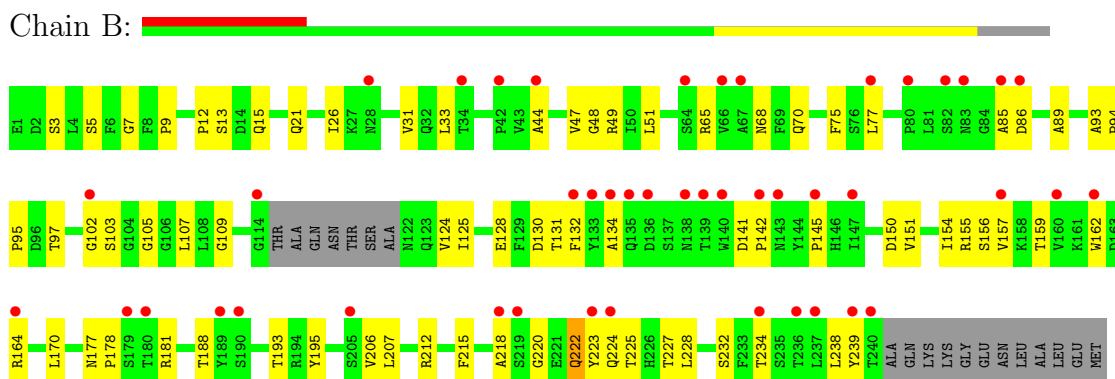 Chain B:
E1 D2 S3 L4 S5 F6 G7 F8 P9 P12 S13 D14 Q15 Q21 I26 K27 N28 V31 Q32 L33 T34 P42 V43 A44 V47 G48 R49 I50 L51 S64 R65 V66 A67 N68 F69 Q70 F75 S76 L77 P80 L81 S82 N83 G84 A85 D86 A89 A93
P95 D96 T97 G102 S103 G104 G105 G106 L107 L108 G109 G114 THR ALA GLN ASN THR SER ALA N122 Q123 V124 I125 E128 F129 D130 T131 F132 Y133 A134 Q135 D136 S137 N138 T139 W140 D141 P142 N143 Y144 P145 H146 I147 D150 V151 I154 R155 S156 V157 K158 T159 V160 K161 W162 D163
R164 L170 N177 P178 S179 T180 R181 T188 Y189 S190 T193 R194 Y195 S205 V206 L207 R212 F215 A218 S219 G220 E221 Q222 Y223 Q224 T225 H226 T227 L228 S232 F233 T234 S235 T236 L237 L238 Y239 T240 ALA GLN LYS LYS GLY GLU ASN LEU ALA LEU GLU MET